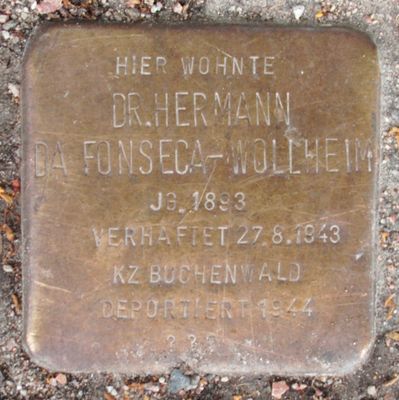 HIER WOHNTE
DR. HERMANN
DA FONSECA-WOLLHEIM
JG. 1893
VERHAFTET 27.8.1943
KZ BUCHENWALD
DEPORTIERT 1944
???